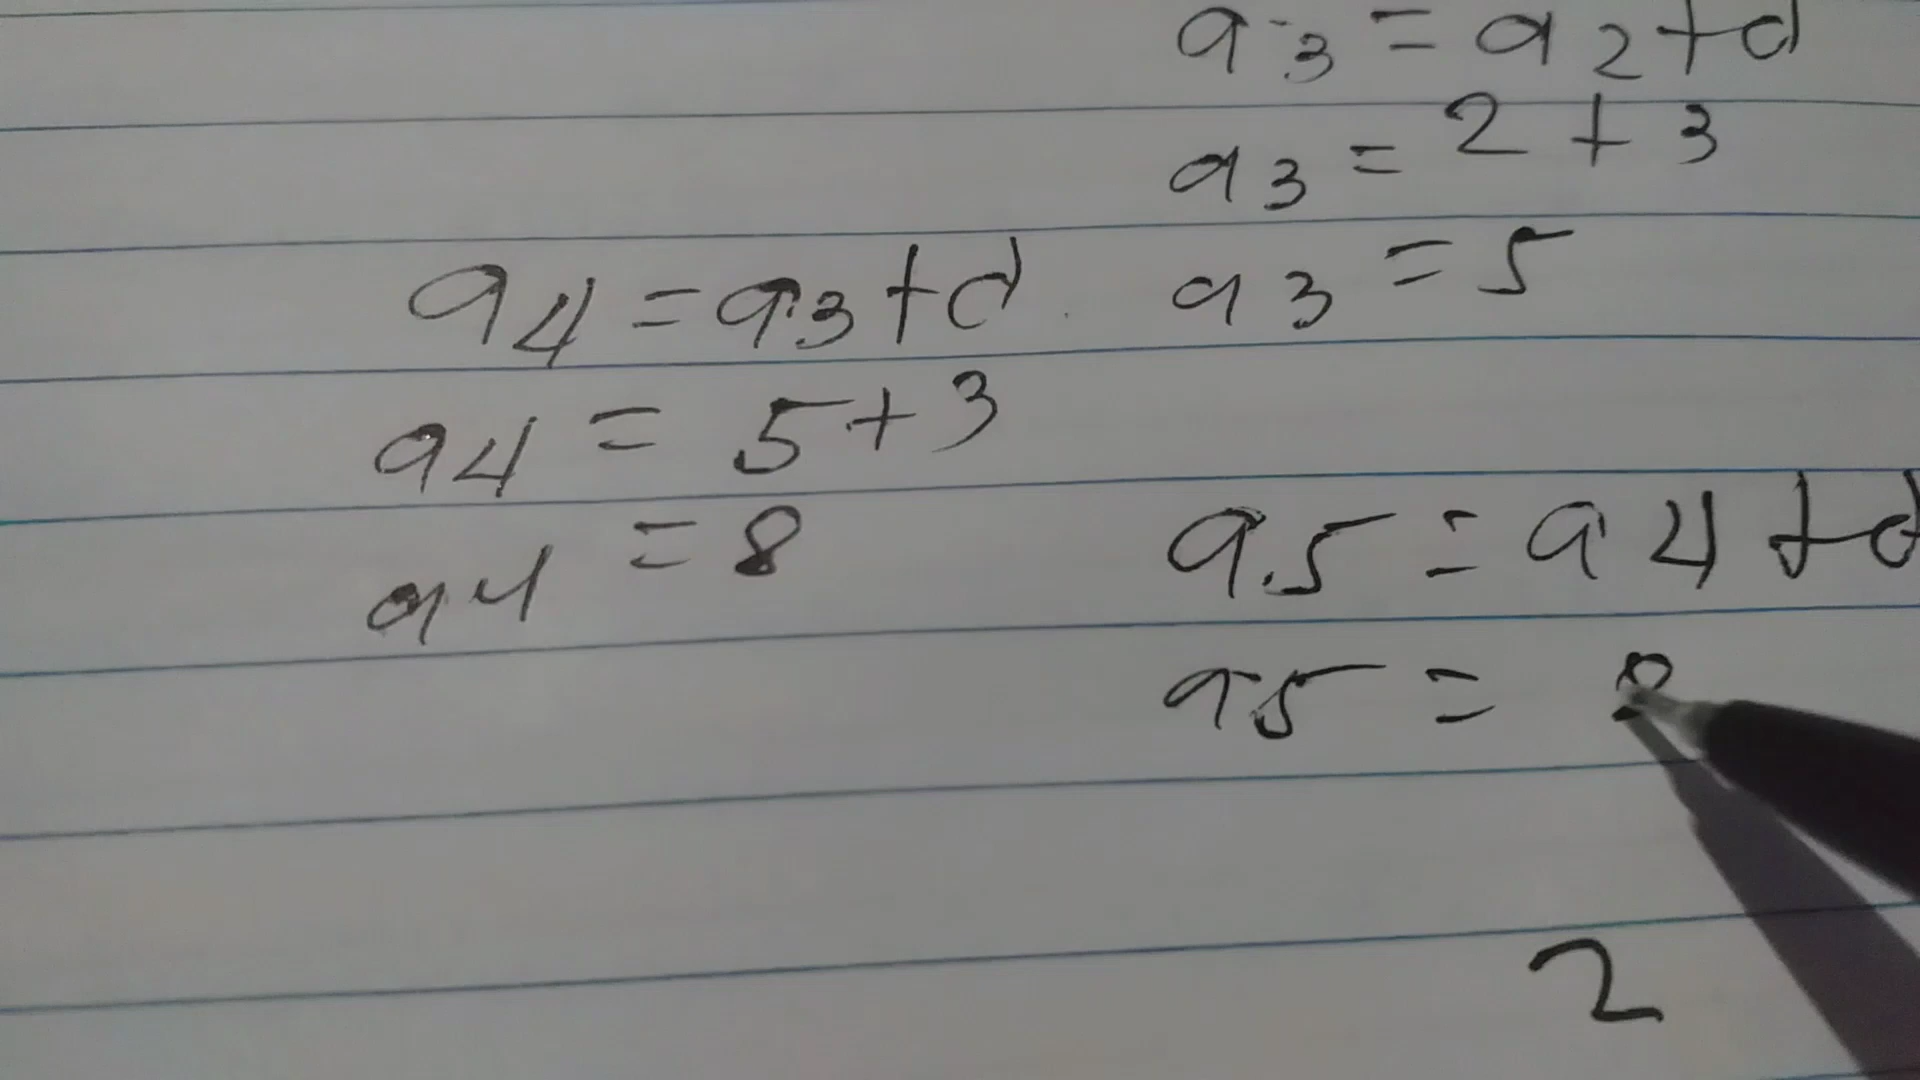 a3 = a2 + d
a3 = 2 + 3
a3 = 5
a4 = a3 + d
a4 = 5 + 3
a4 = 8
a5 = a4 + d
a5 = 8
2